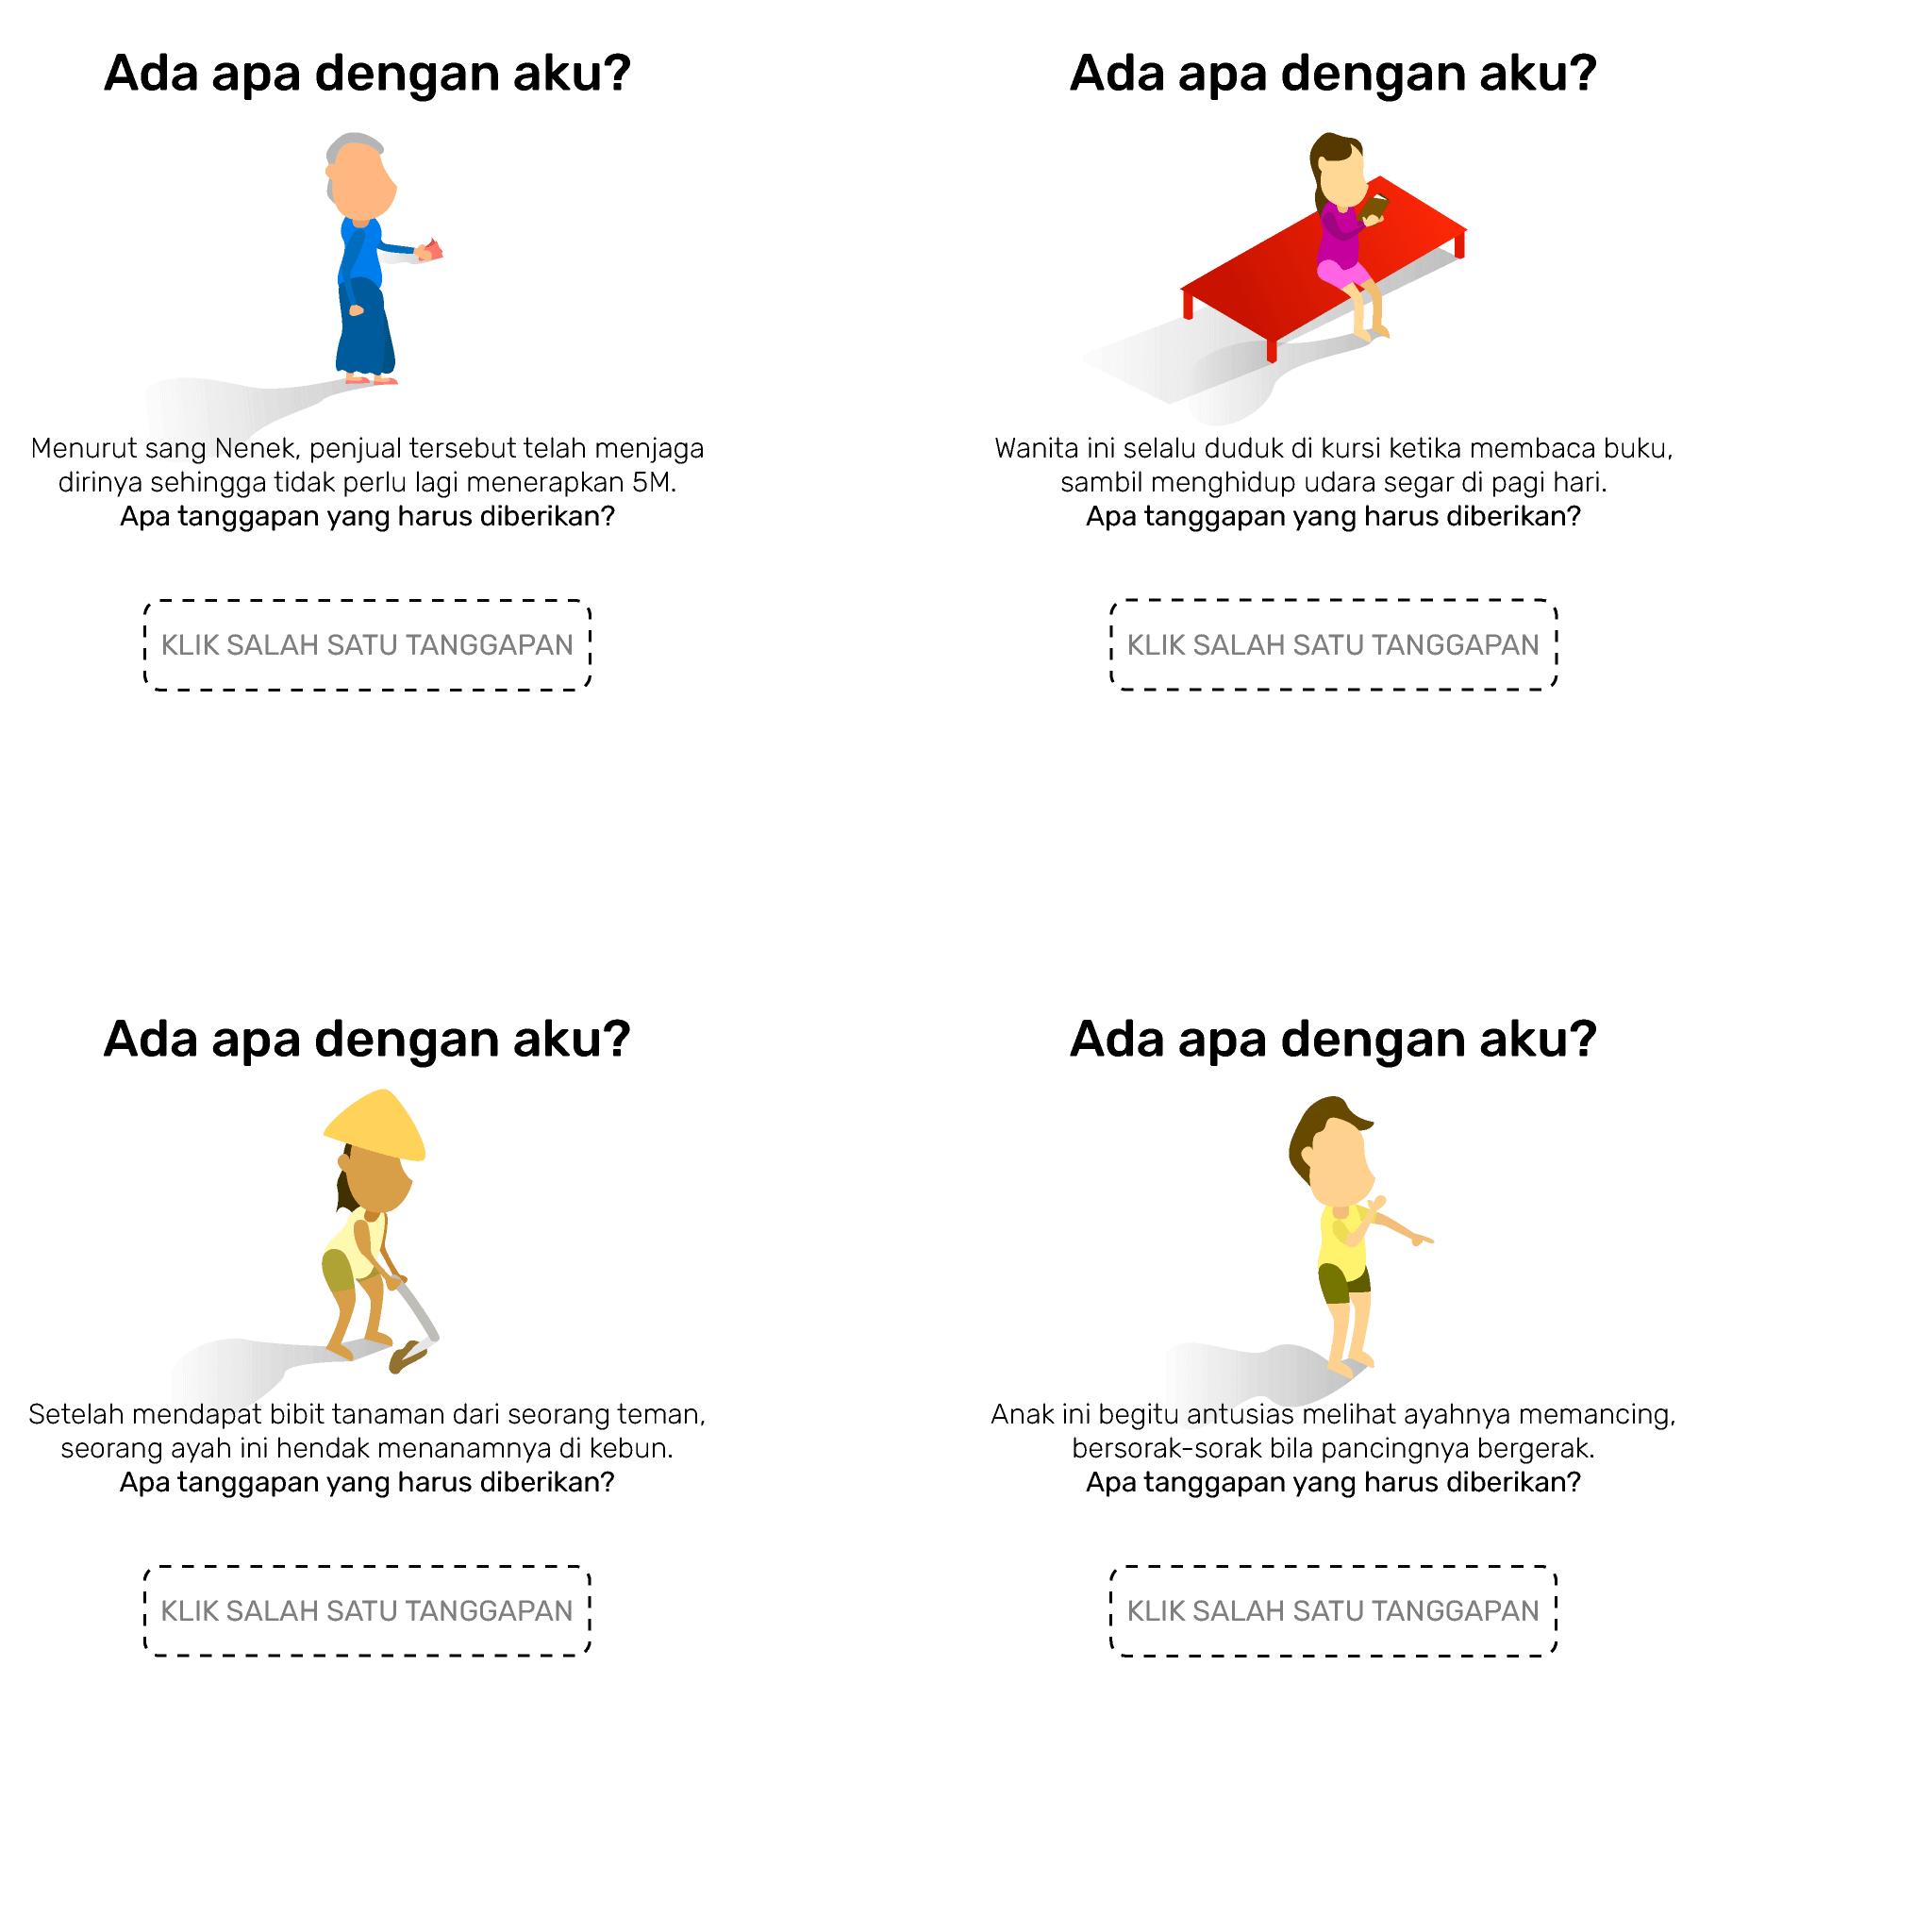 Ada apa dengan aku?
Menurut sang Nenek, penjual tersebut telah menjaga
dirinya sehingga tidak perlu lagi menerapkan 5M.
Apa tanggapan yang harus diberikan?
KLIK SALAH SATU TANGGAPAN
Ada apa dengan aku?
Wanita ini selalu duduk di kursi ketika membaca buku,
sambil menghidup udara segar di pagi hari.
Apa tanggapan yang harus diberikan?
KLIK SALAH SATU TANGGAPAN
Ada apa dengan aku?
Setelah mendapat bibit tanaman dari seorang teman,
seorang ayah ini hendak menanamnya di kebun.
Apa tanggapan yang harus diberikan?
KLIK SALAH SATU TANGGAPAN
Ada apa dengan aku?
Anak ini begitu antusias melihat ayahnya memancing,
bersorak-sorak bila pancingnya bergerak.
Apa tanggapan yang harus diberikan?
KLIK SALAH SATU TANGGAPAN